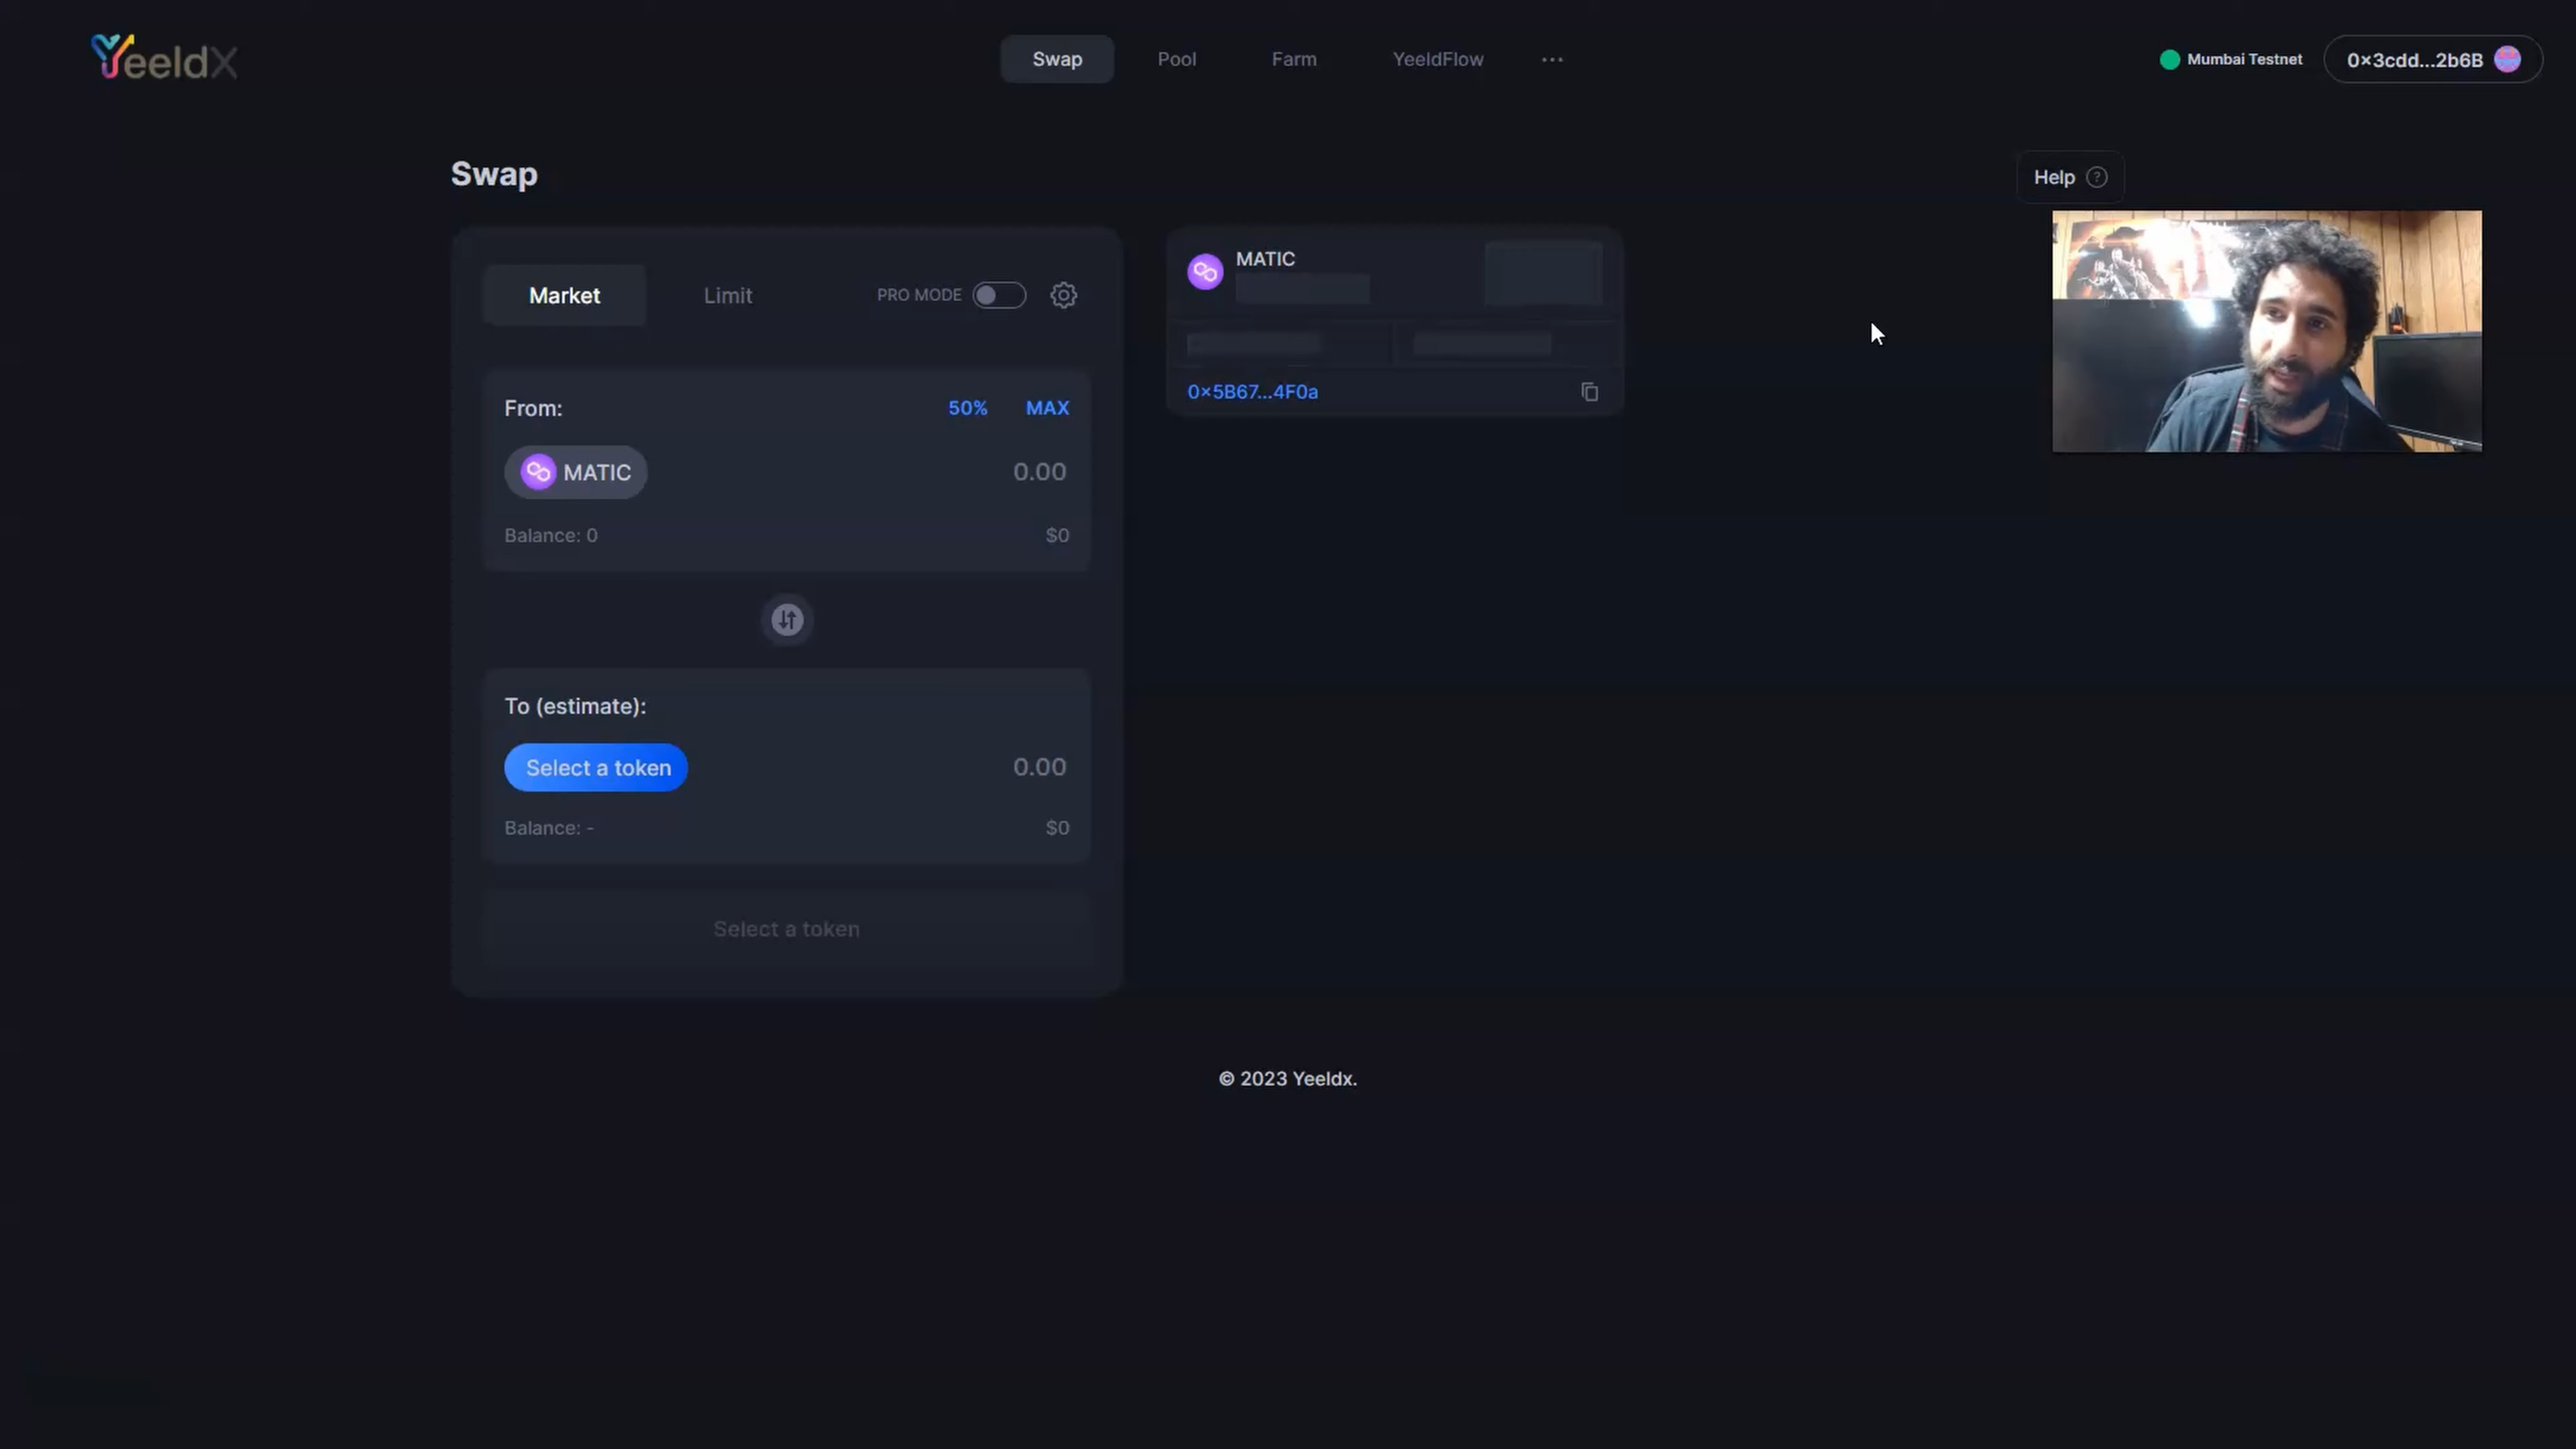 YeeldX
Swap
Pool
Farm
YeeldFlow
Mumbai Testnet
0x3cdd...2b6B
Swap
Help
Market
Limit
PRO MODE
MATIC
0x5B67...4F0a
From:
50%
MAX
MATIC
0.00
Balance: 0
$0
To (estimate):
Select a token
0.00
Balance: -
$0
Select a token
© 2023 Yeeldx.